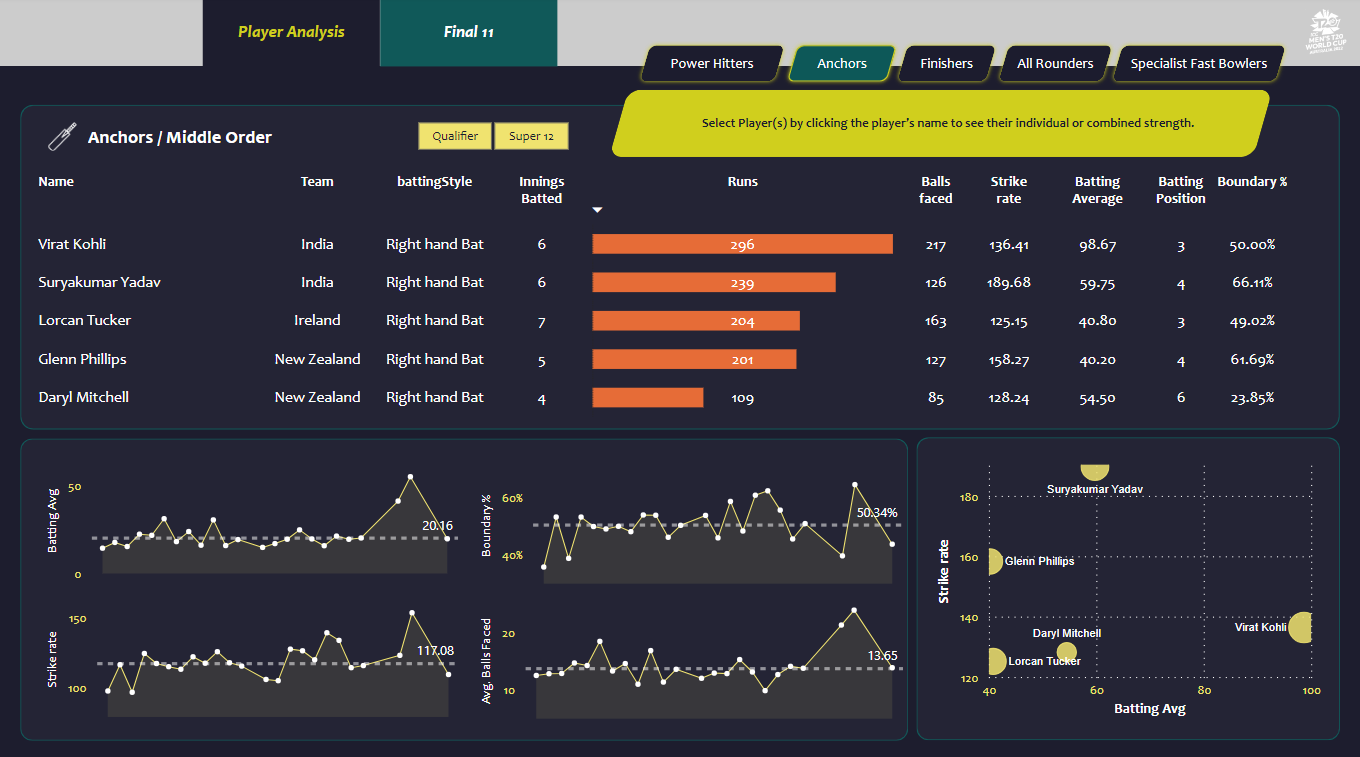 Player Analysis
Final 11
MEN'S T20
WORLD CUP
Power Hitters
Anchors
Finishers
All Rounders
Specialist Fast Bowlers
Select Player(s) by clicking the player's name to see their individual or combined strength.
Anchors / Middle Order
Qualifier
Super 12
Name Team battingStyle Innings Batted Runs Balls faced Strike rate Batting Average Batting Position Boundary %
Virat Kohli India Right hand Bat 6 296 217 136.41 98.67 3 50.00%
Suryakumar Yadav India Right hand Bat 6 239 126 189.68 59.75 4 66.11%
Lorcan Tucker Ireland Right hand Bat 7 204 163 125.15 40.80 3 49.02%
Glenn Phillips New Zealand Right hand Bat 5 201 127 158.27 40.20 4 61.69%
Daryl Mitchell New Zealand Right hand Bat 4 109 85 128.24 54.50 6 23.85%
Batting Avg
50
0
20.16
Boundary %
60%
40%
50.34%
Strike rate
150
100
117.08
Avg. Balls Faced
20
10
13.65
Strike rate
180
160
140
120
Suryakumar Yadav
Glenn Phillips
Virat Kohli
Daryl Mitchell
Lorcan Tucker
40 60 80 100
Batting Avg